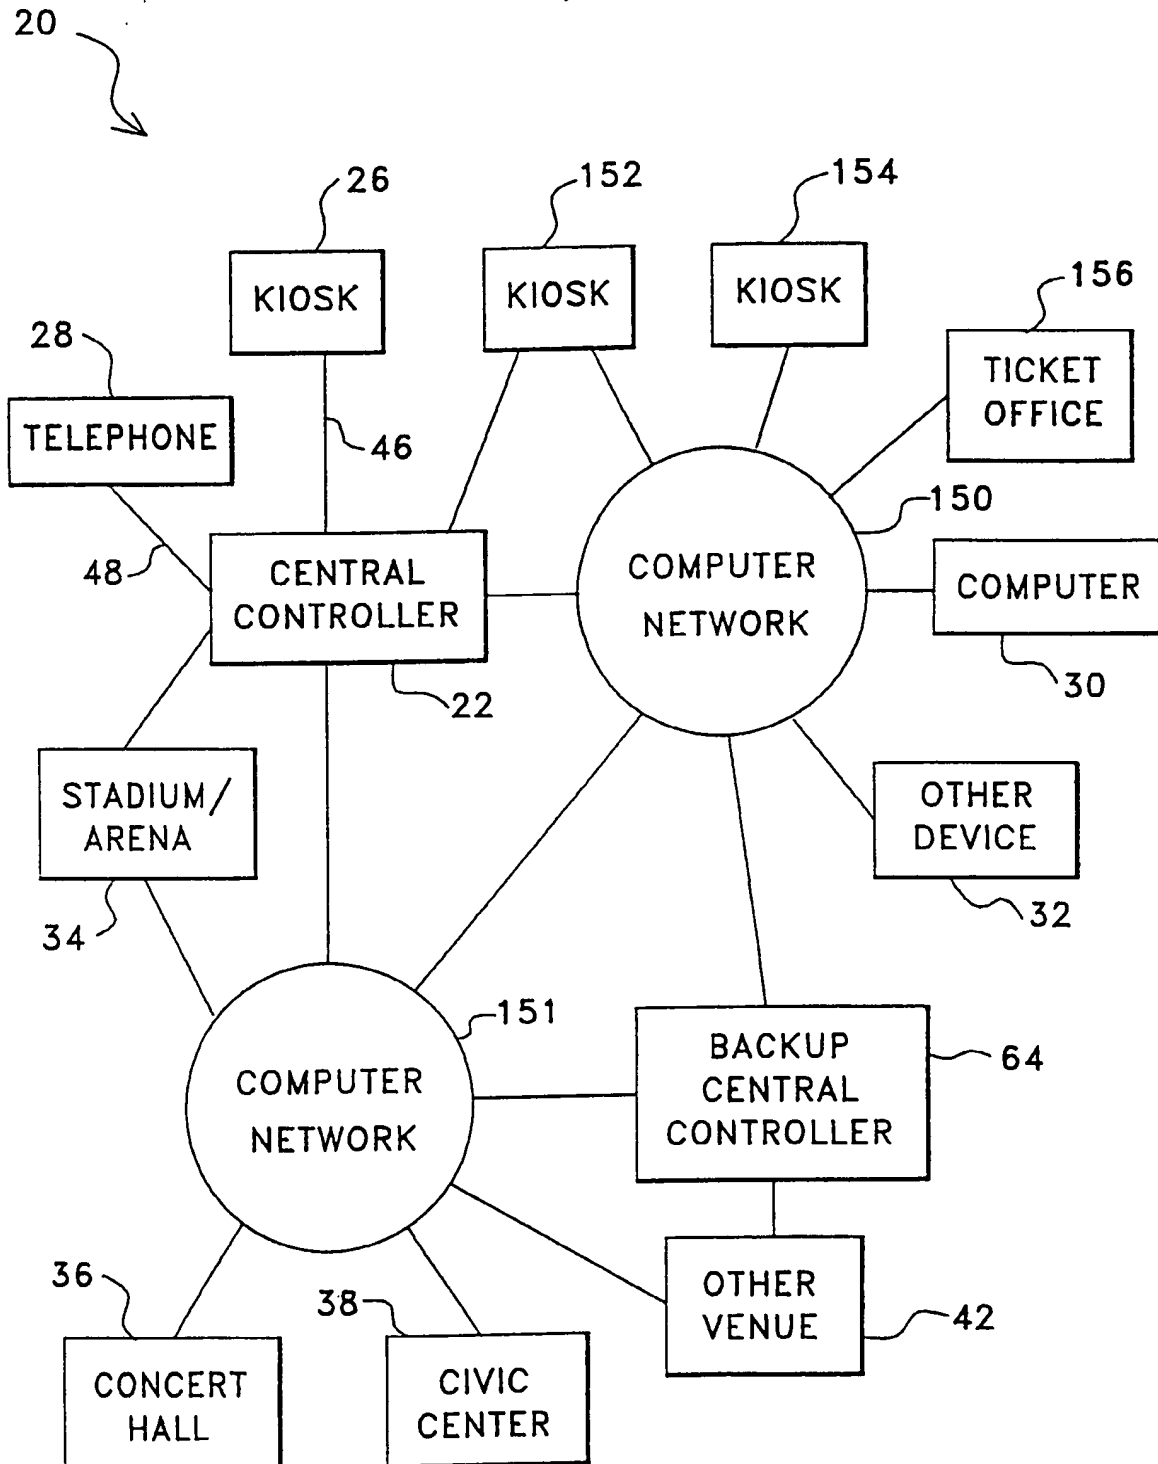 20
26
152
154
KIOSK
KIOSK
KIOSK
156
28
TICKET
OFFICE
TELEPHONE
46
150
48
CENTRAL
CONTROLLER
COMPUTER
NETWORK
COMPUTER
22
30
STADIUM/
ARENA
OTHER
DEVICE
34
32
151
COMPUTER
NETWORK
BACKUP
CENTRAL
CONTROLLER
64
36
38
OTHER
VENUE
42
CONCERT
HALL
CIVIC
CENTER